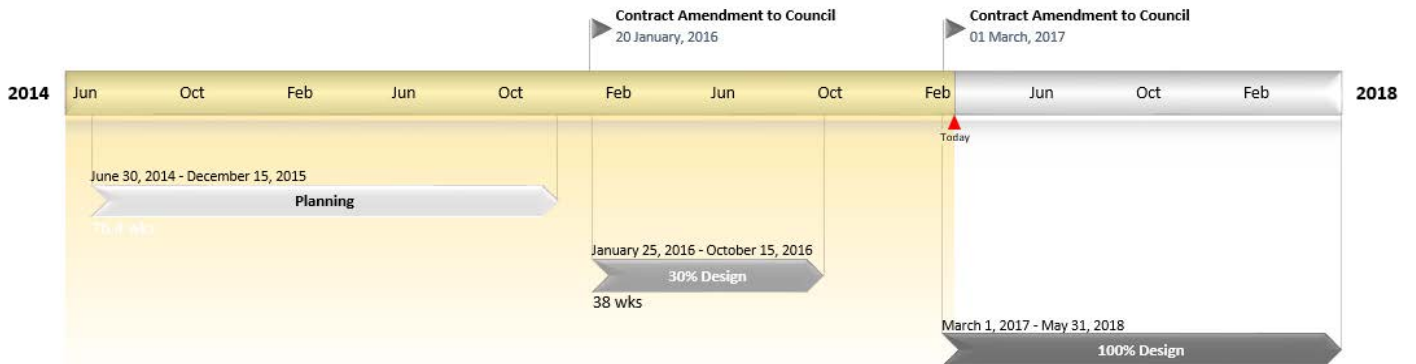 Contract Amendment to Council
20 January, 2016
Contract Amendment to Council
01 March, 2017
2014 Jun Oct Feb Jun Oct Feb Jun Oct Feb Jun Oct Feb 2018
Today
June 30, 2014 - December 15, 2015
Planning
January 25, 2016 - October 15, 2016
30% Design
38 wks
March 1, 2017 - May 31, 2018
100% Design